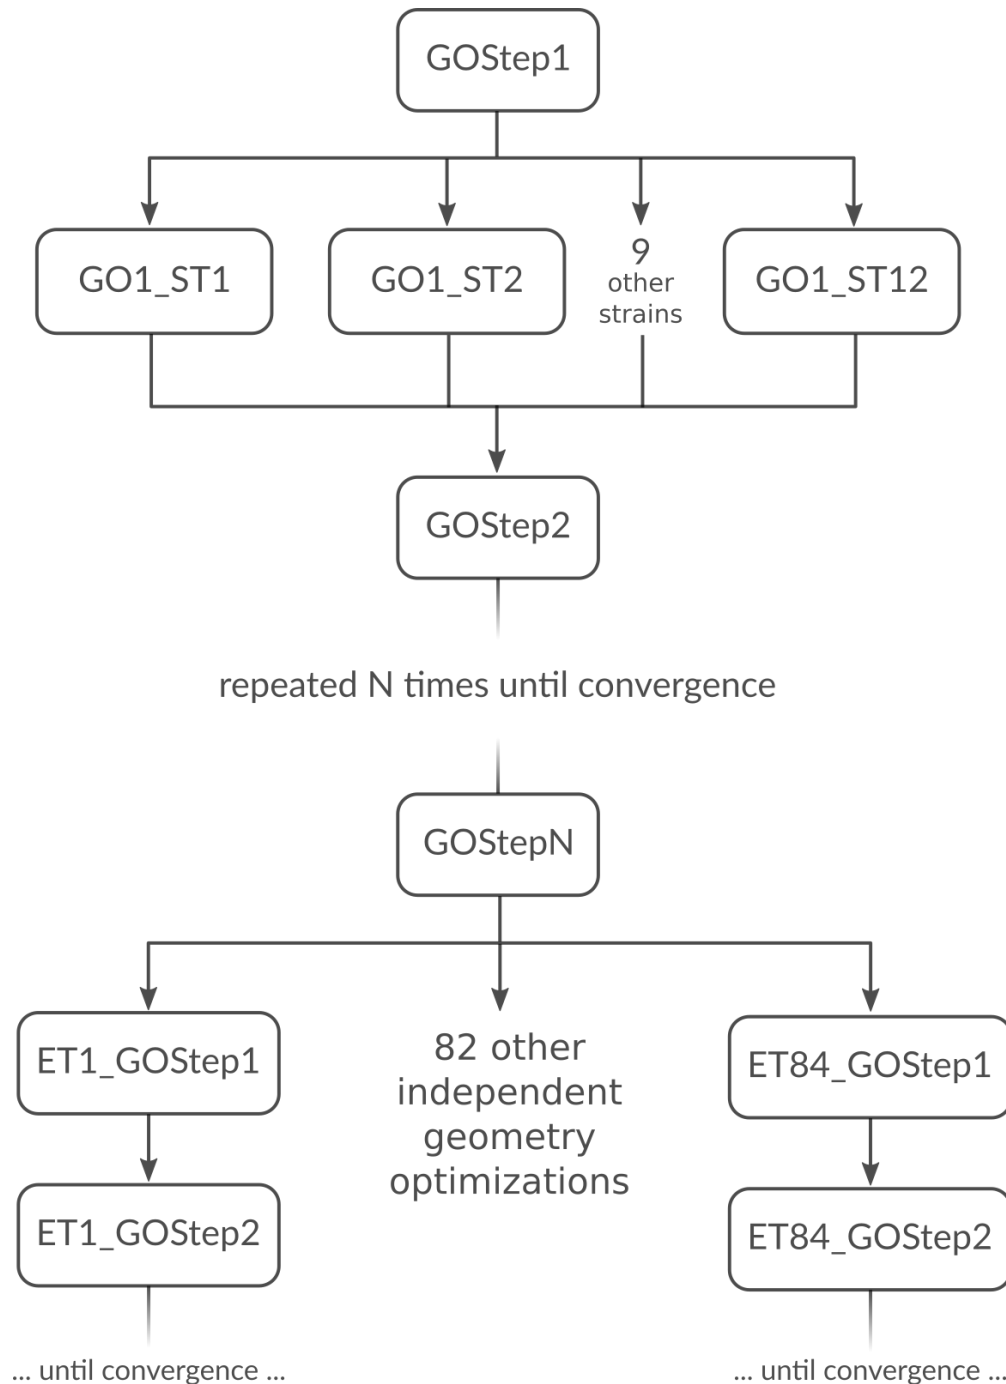 GOStep1
GO1_ST1
GO1_ST2
9
other
strains
GO1_ST12
GOStep2
repeated N times until convergence
GOStepN
ET1_GOStep1
82 other
independent
geometry
optimizations
ET84_GOStep1
ET1_GOStep2
ET84_GOStep2
... until convergence ...
... until convergence ...